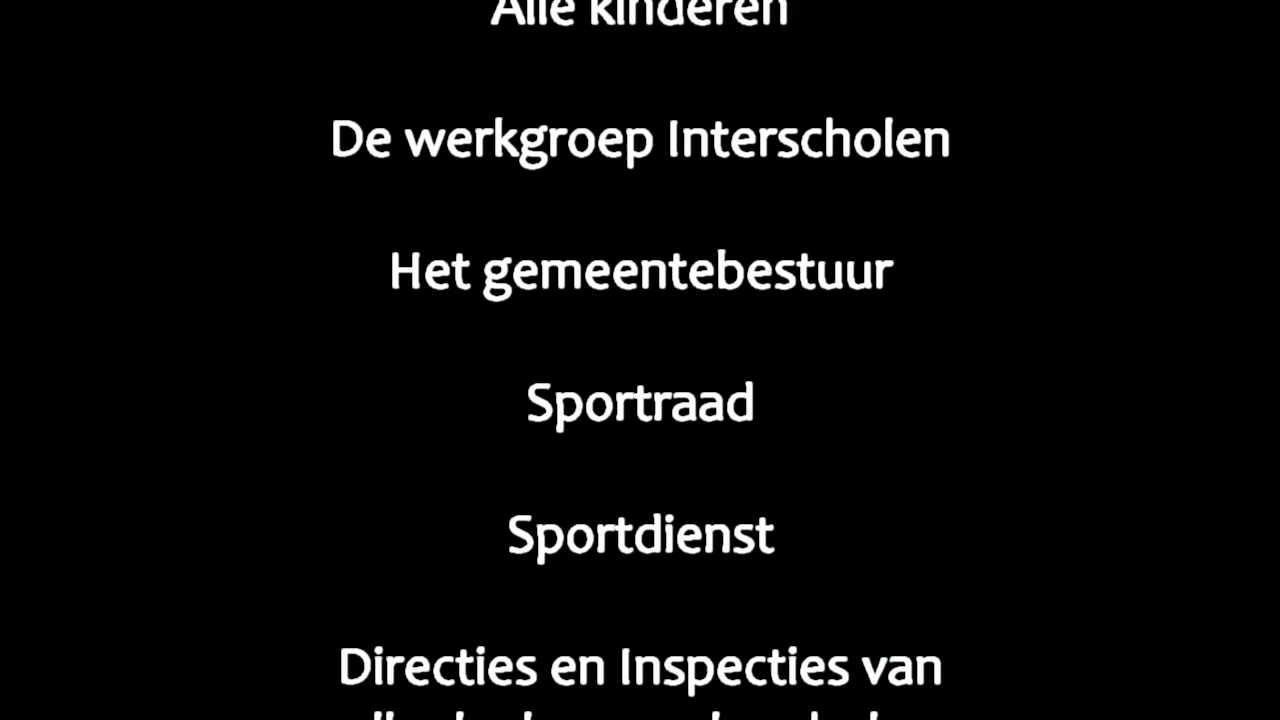 Alle kinderen
De werkgroep Interscholen
Het gemeentebestuur
Sportraad
Sportdienst
Directies en Inspecties van